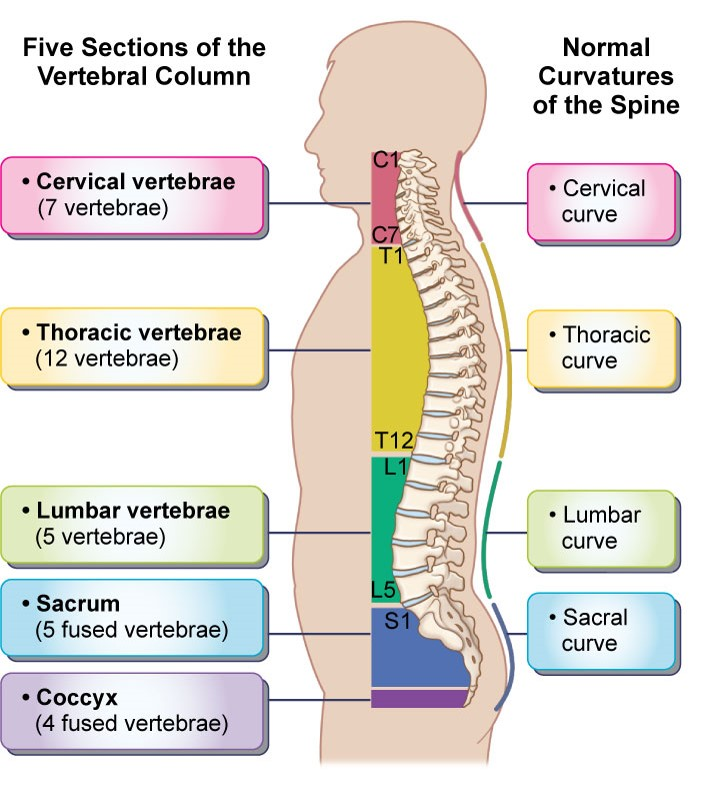 Five Sections of the
Vertebral Column
Normal
Curvatures
of the Spine
• Cervical vertebrae
(7 vertebrae)
C1
C7
• Cervical
curve
T1
• Thoracic vertebrae
(12 vertebrae)
• Thoracic
curve
T12
L1
• Lumbar vertebrae
(5 vertebrae)
• Lumbar
curve
L5
• Sacrum
(5 fused vertebrae)
S1
• Sacral
curve
• Coccyx
(4 fused vertebrae)